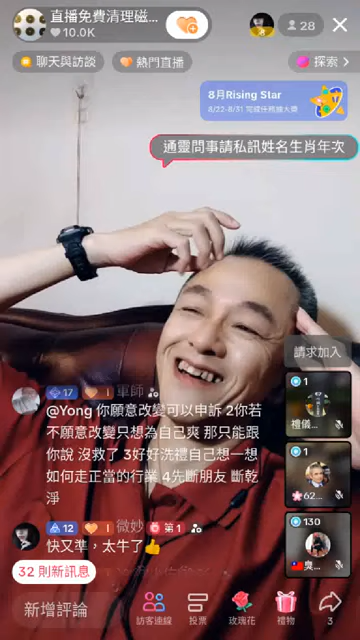 直播免費清理磁...
10.0K
28
聊天與訪談
熱門直播
探索
8月Rising Star
通靈問事請私訊姓名生肖年次
請求加入
1
禮儀...
1
62...
130
17
I
軍師
@Yong 你願意改變可以申訴 2你若
不願意改變只想為自己爽 那只能跟
你說 沒救了 3好好洗禮自己想一想
如何走正當的行業 4先斷朋友 斷乾
淨
12
I
微妙
第 1
快又準，太牛了👍
32 則新訊息
新增評論
訪客連線
投票
玫瑰花
禮物
3